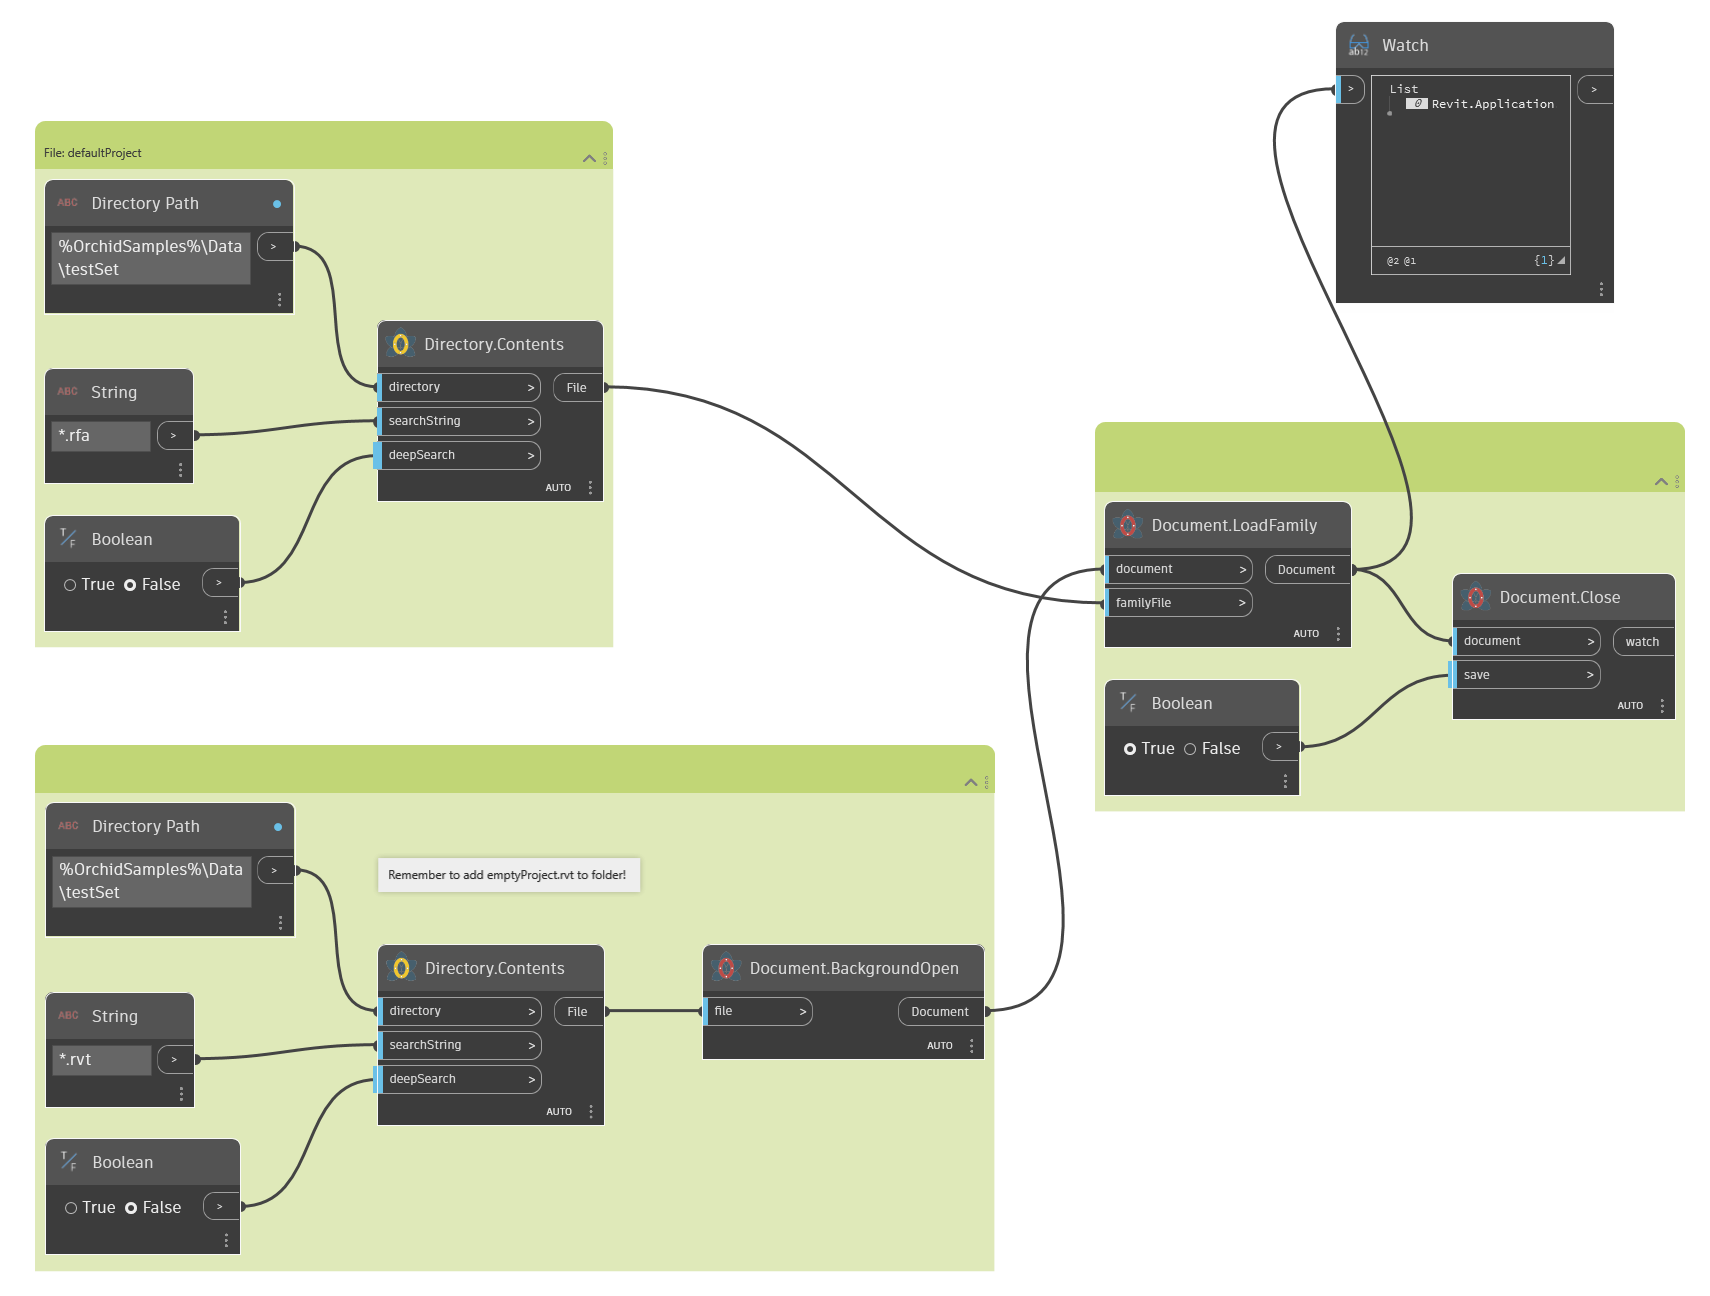 Watch
>
List
0 Revit.Application
>
@2 @1
{1}
File: defaultProject
ABC Directory Path
%OrchidSamples%\Data
\testSet
>
ABC String
*.rfa
>
T/F Boolean
True False
>
Directory.Contents
directory >
File
searchString >
deepSearch >
AUTO
Document.LoadFamily
document >
Document
familyFile >
AUTO
T/F Boolean
True False
>
Document.Close
document >
watch
save >
AUTO
ABC Directory Path
%OrchidSamples%\Data
\testSet
>
Remember to add emptyProject.rvt to folder!
ABC String
*.rvt
>
T/F Boolean
True False
>
Directory.Contents
directory >
File
searchString >
deepSearch >
AUTO
Document.BackgroundOpen
file >
Document
AUTO